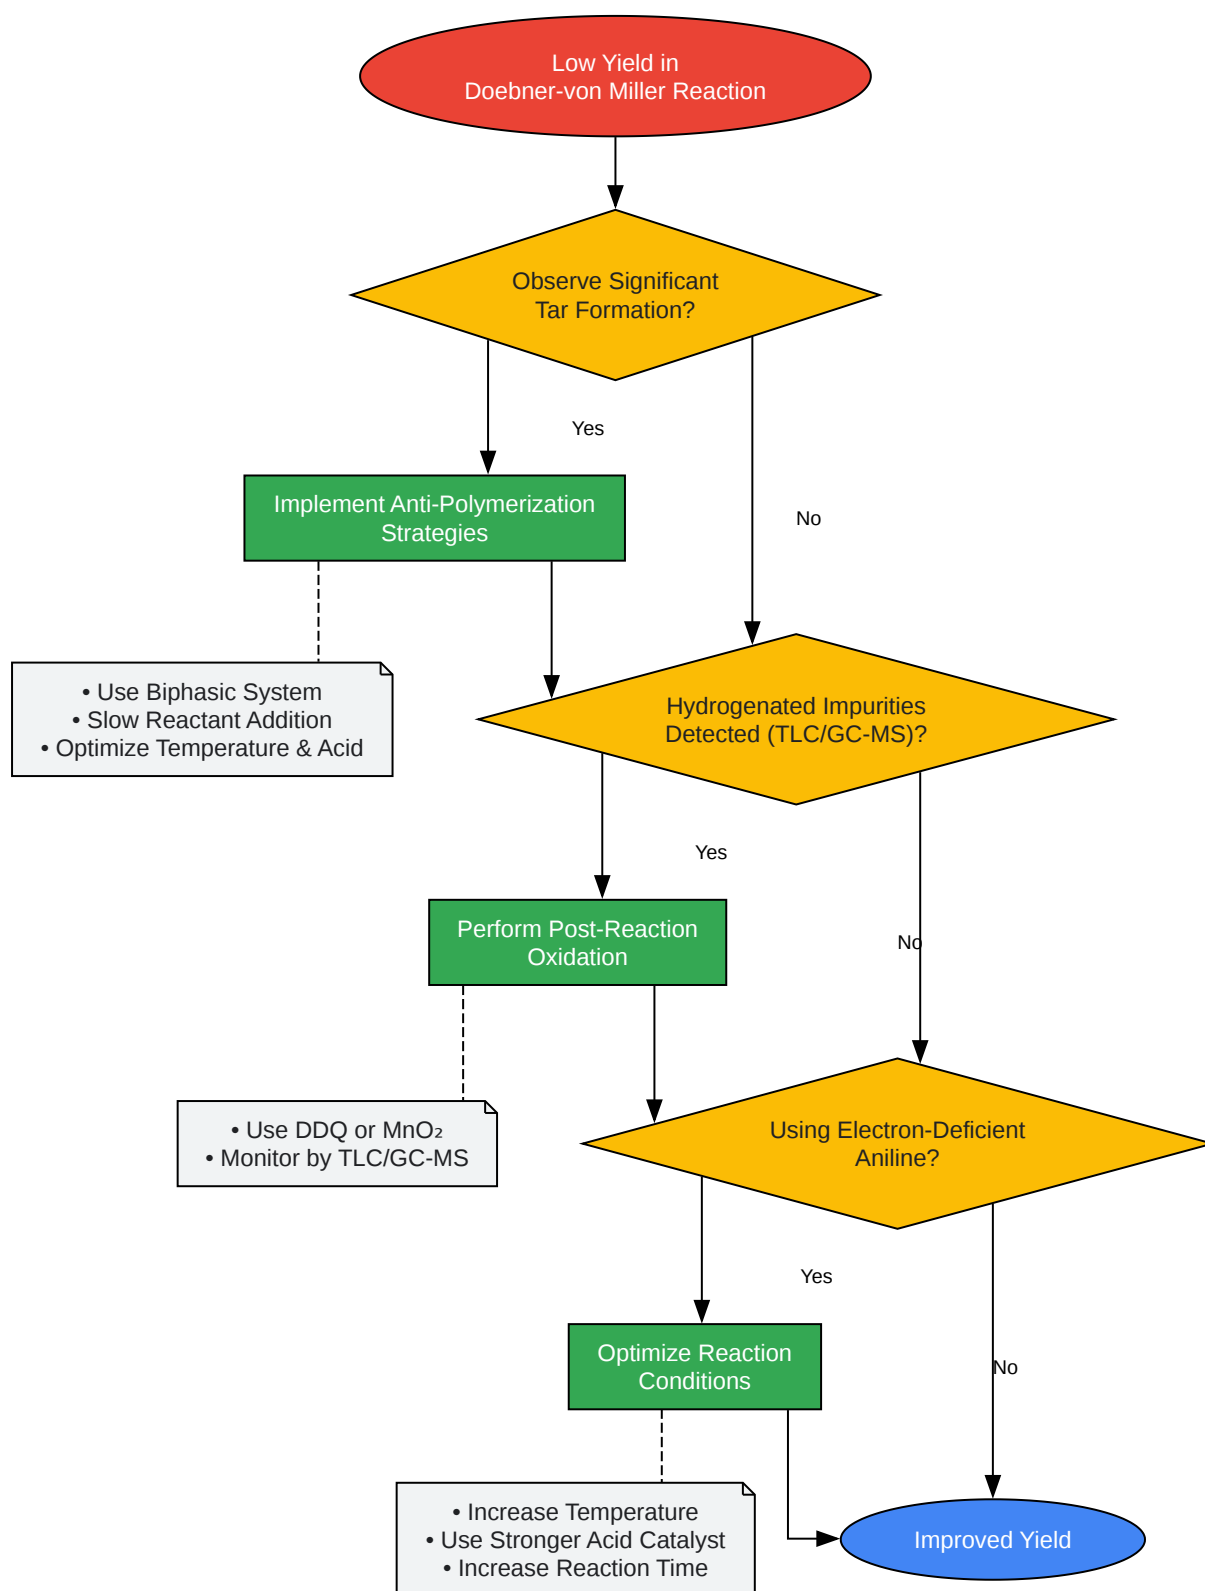 Low Yield in
Doebner-von Miller Reaction
Observe Significant
Tar Formation?
Yes
Implement Anti-Polymerization
Strategies
No
• Use Biphasic System
• Slow Reactant Addition
• Optimize Temperature & Acid
Hydrogenated Impurities
Detected (TLC/GC-MS)?
Yes
Perform Post-Reaction
Oxidation
No
• Use DDQ or MnO₂
• Monitor by TLC/GC-MS
Using Electron-Deficient
Aniline?
Yes
Optimize Reaction
Conditions
No
• Increase Temperature
• Use Stronger Acid Catalyst
• Increase Reaction Time
Improved Yield